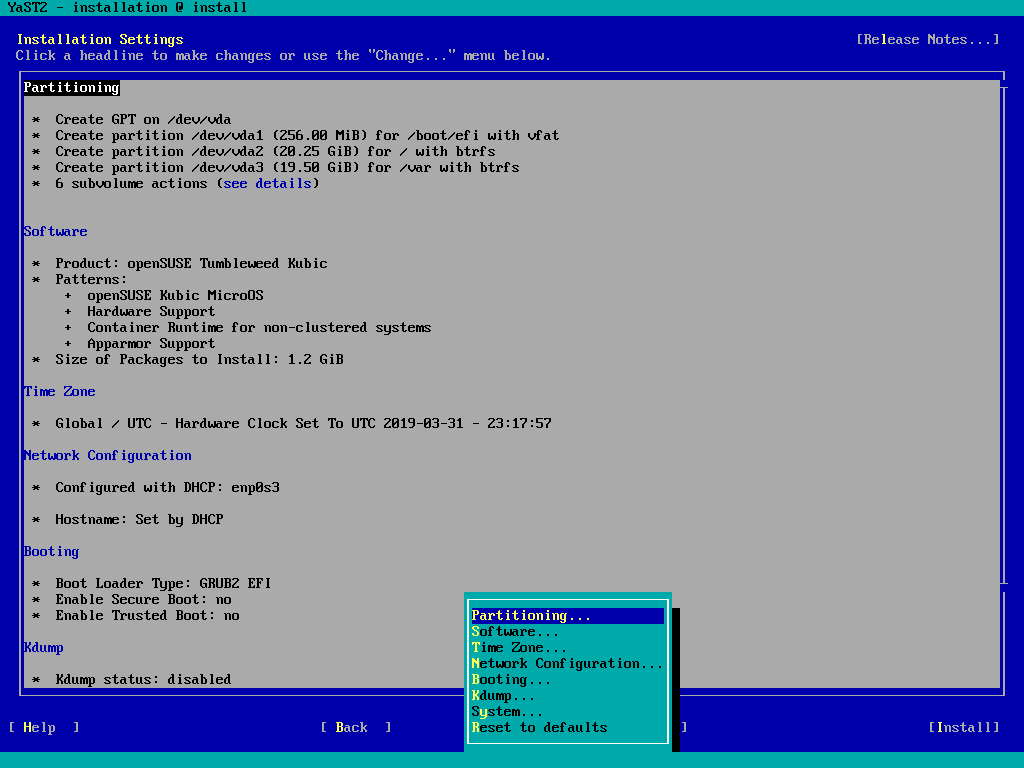 YaST2 - installation @ install
Installation Settings [Release Notes...]
Click a headline to make changes or use the "Change..." menu below.
Partitioning
* Create GPT on /dev/vda
* Create partition /dev/vda1 (256.00 MiB) for /boot/efi with vfat
* Create partition /dev/vda2 (20.25 GiB) for / with btrfs
* Create partition /dev/vda3 (19.50 GiB) for /var with btrfs
* 6 subvolume actions (see details)
Software
* Product: openSUSE Tumbleweed Kubic
* Patterns:
+ openSUSE Kubic MicroOS
+ Hardware Support
+ Container Runtime for non-clustered systems
+ Apparmor Support
* Size of Packages to Install: 1.2 GiB
Time Zone
* Global / UTC - Hardware Clock Set To UTC 2019-03-31 - 23:17:57
Network Configuration
* Configured with DHCP: enp0s3
* Hostname: Set by DHCP
Booting
* Boot Loader Type: GRUB2 EFI
* Enable Secure Boot: no
* Enable Trusted Boot: no
Kdump
* Kdump status: disabled
Partitioning...
Software...
Time Zone...
Network Configuration...
Booting...
Kdump...
System...
Reset to defaults
[ Help ] [ Back ] ] [Install]